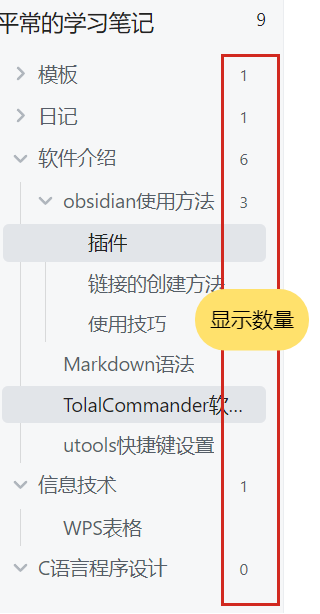 平常的学习笔记 9
模板 1
日记 1
软件介绍 6
obsidian使用方法 3
插件
链接的创建方法
使用技巧
显示数量
Markdown语法
TolalCommander软...
utools快捷键设置
信息技术 1
WPS表格
C语言程序设计 0